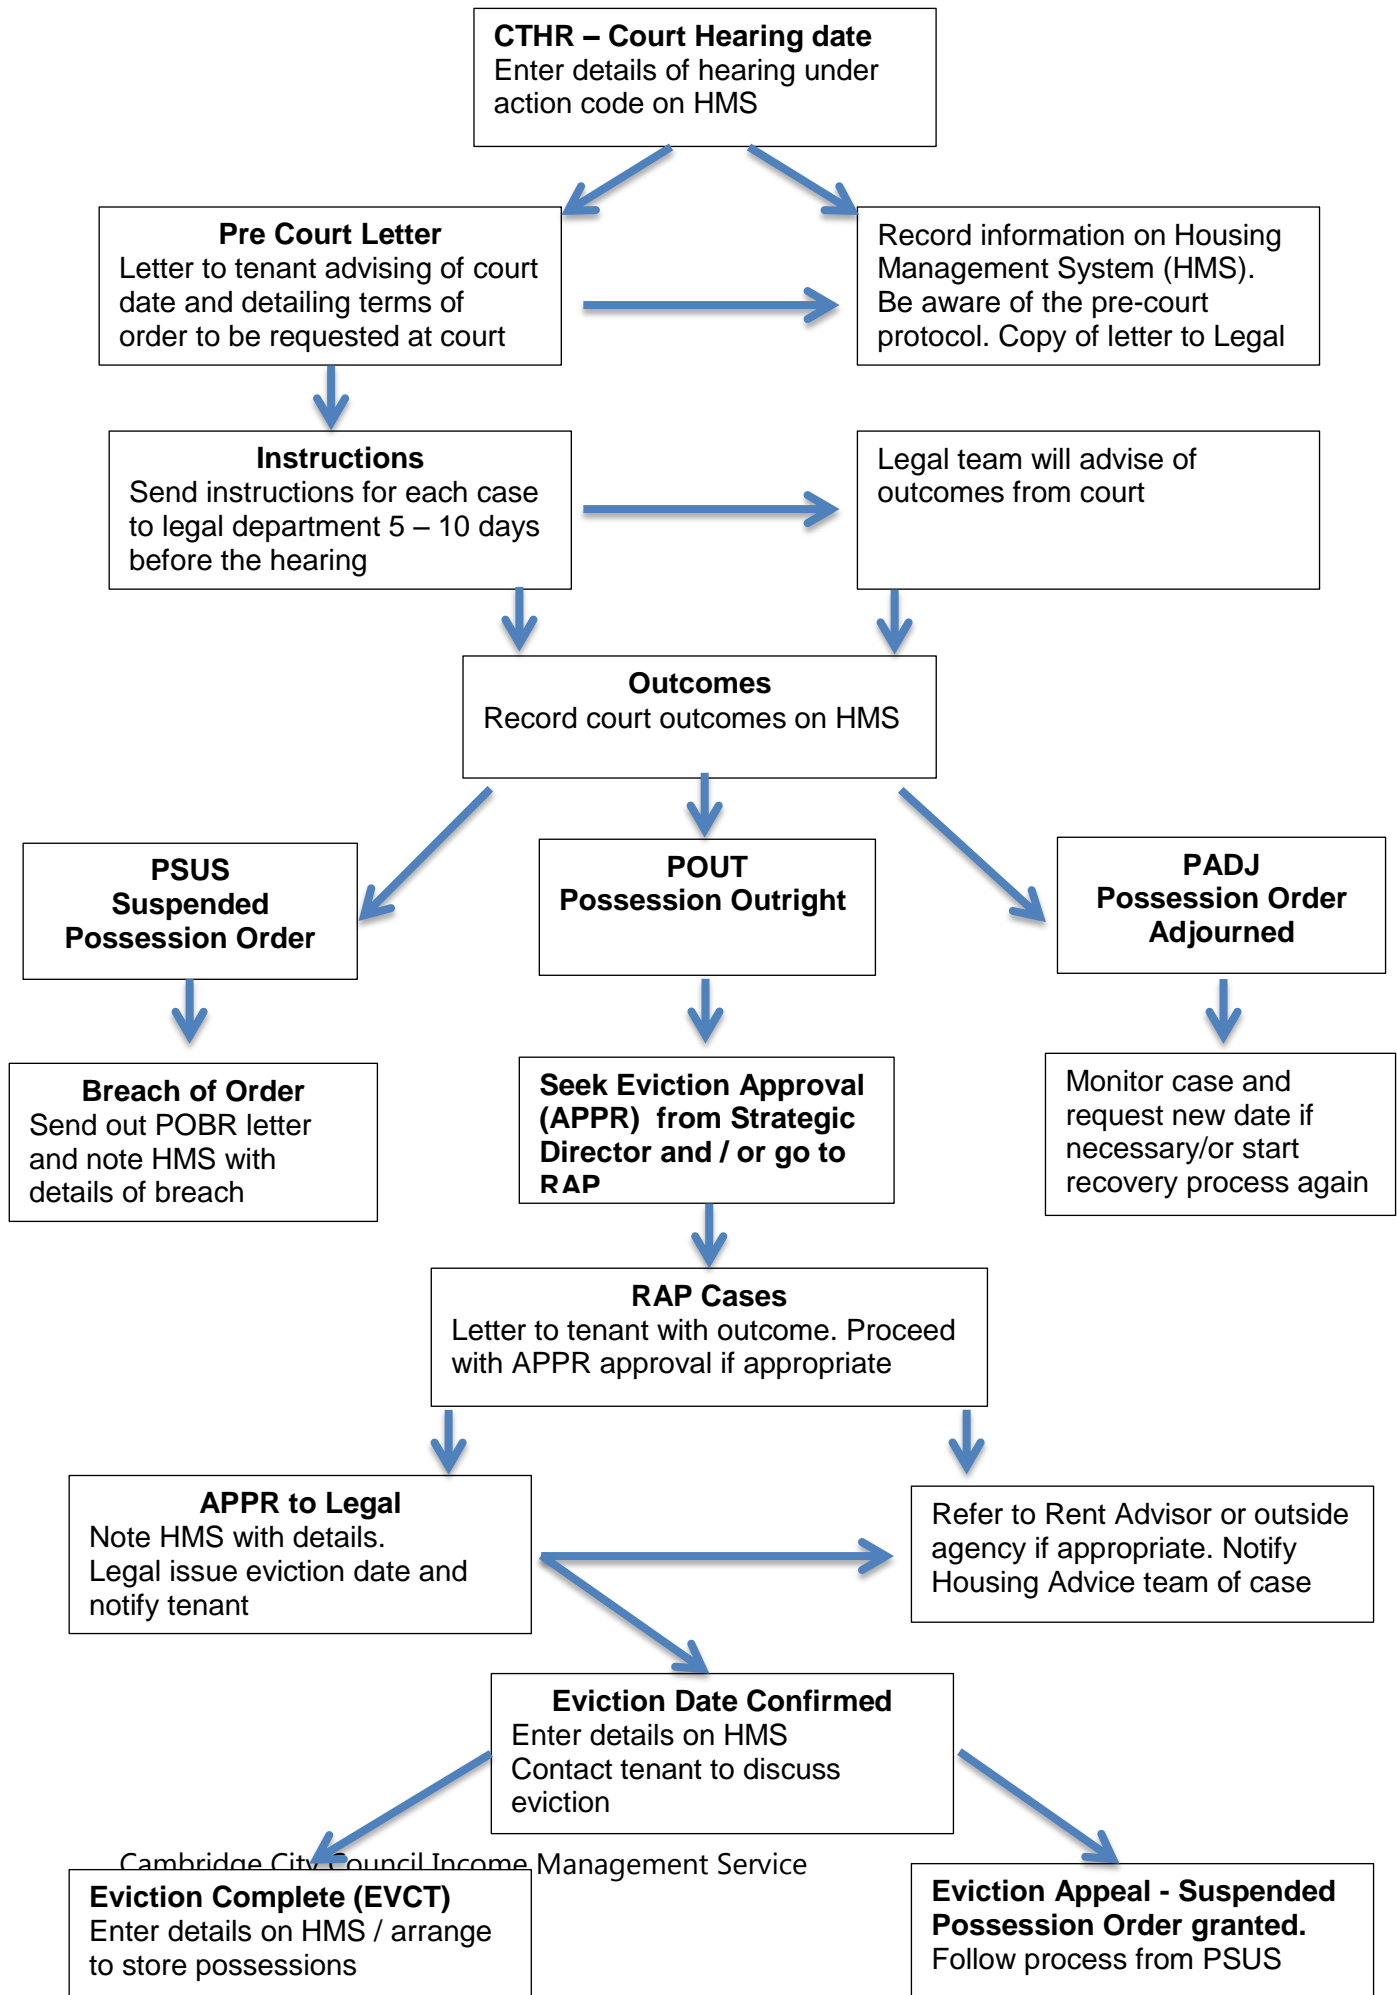 CTHR – Court Hearing date
Enter details of hearing under
action code on HMS
Pre Court Letter
Letter to tenant advising of court
date and detailing terms of
order to be requested at court
Record information on Housing
Management System (HMS).
Be aware of the pre-court
protocol. Copy of letter to Legal
Instructions
Send instructions for each case
to legal department 5 – 10 days
before the hearing
Legal team will advise of
outcomes from court
Outcomes
Record court outcomes on HMS
PSUS
Suspended
Possession Order
POUT
Possession Outright
PADJ
Possession Order
Adjourned
Breach of Order
Send out POBR letter
and note HMS with
details of breach
Seek Eviction Approval
(APPR) from Strategic
Director and / or go to
RAP
Monitor case and
request new date if
necessary/or start
recovery process again
RAP Cases
Letter to tenant with outcome. Proceed
with APPR approval if appropriate
APPR to Legal
Note HMS with details.
Legal issue eviction date and
notify tenant
Refer to Rent Advisor or outside
agency if appropriate. Notify
Housing Advice team of case
Eviction Date Confirmed
Enter details on HMS
Contact tenant to discuss
eviction
Cambridge City Council Income Management Service
Eviction Complete (EVCT)
Enter details on HMS / arrange
to store possessions
Eviction Appeal - Suspended
Possession Order granted.
Follow process from PSUS